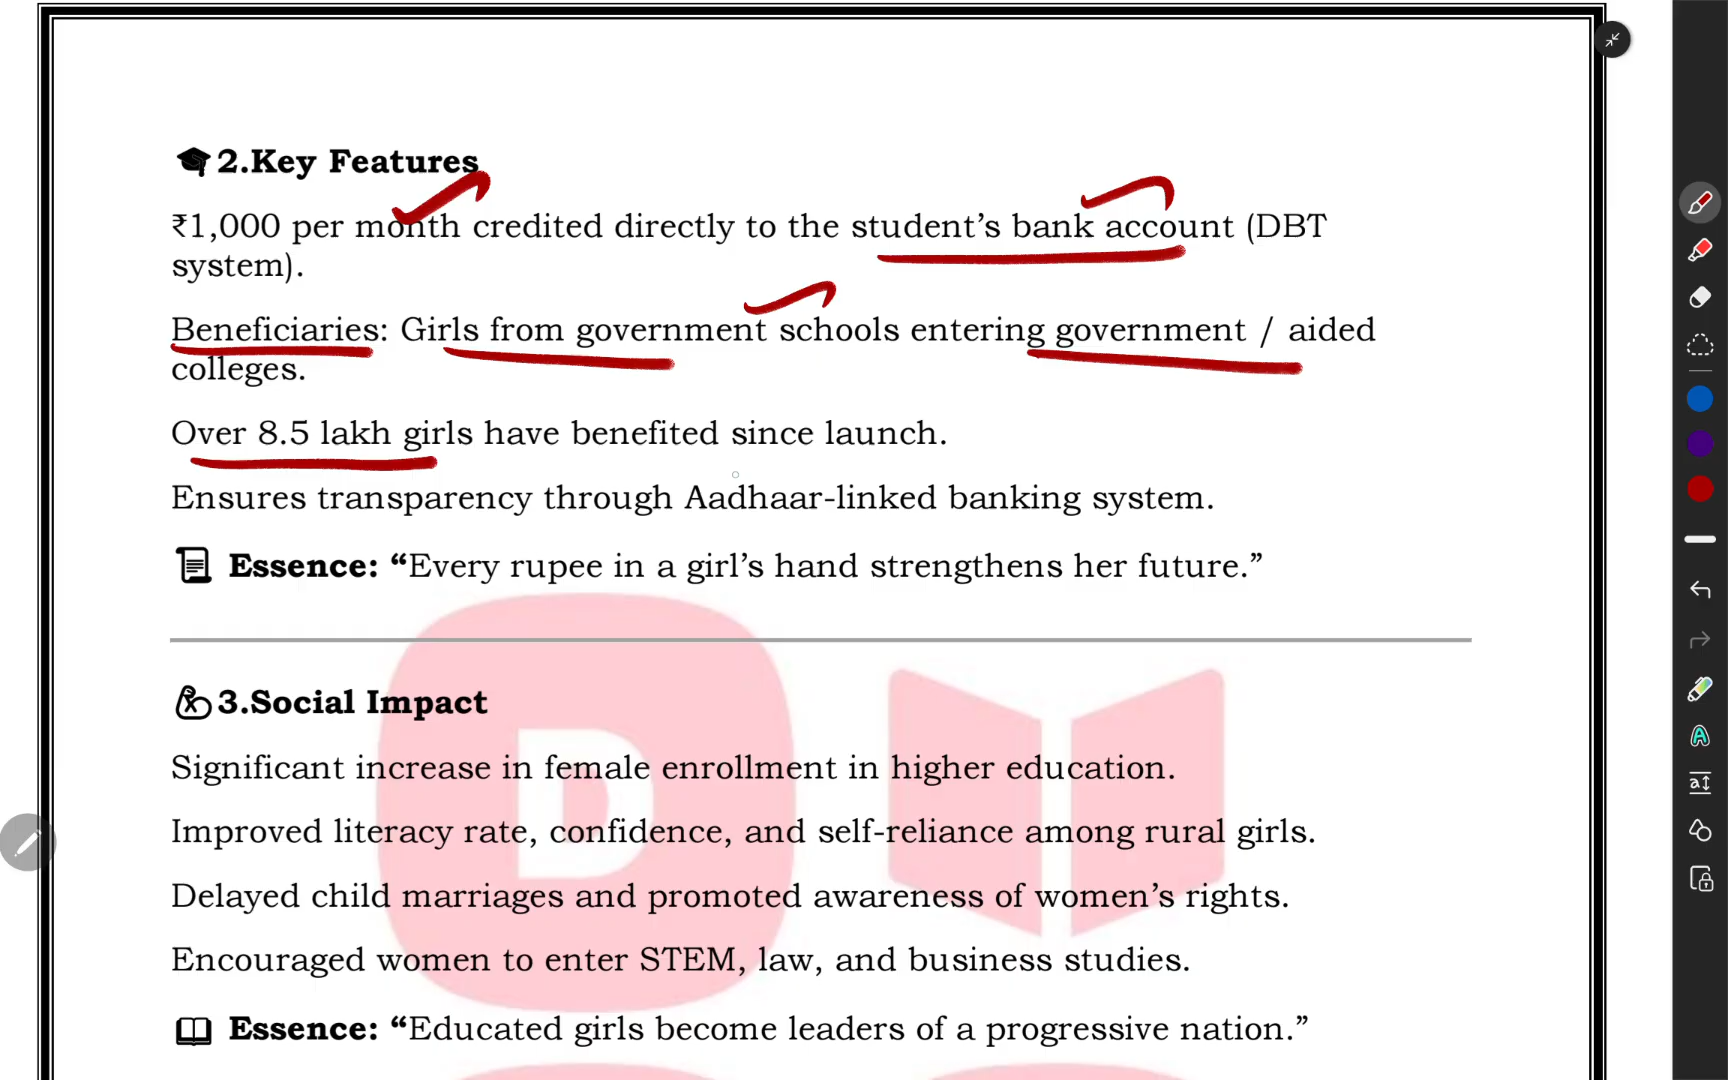 2.Key Features
₹1,000 per month credited directly to the student’s bank account (DBT
system).
Beneficiaries: Girls from government schools entering government / aided
colleges.
Over 8.5 lakh girls have benefited since launch.
Ensures transparency through Aadhaar-linked banking system.
Essence: “Every rupee in a girl’s hand strengthens her future.”
3.Social Impact
Significant increase in female enrollment in higher education.
Improved literacy rate, confidence, and self-reliance among rural girls.
Delayed child marriages and promoted awareness of women’s rights.
Encouraged women to enter STEM, law, and business studies.
Essence: “Educated girls become leaders of a progressive nation.”
D